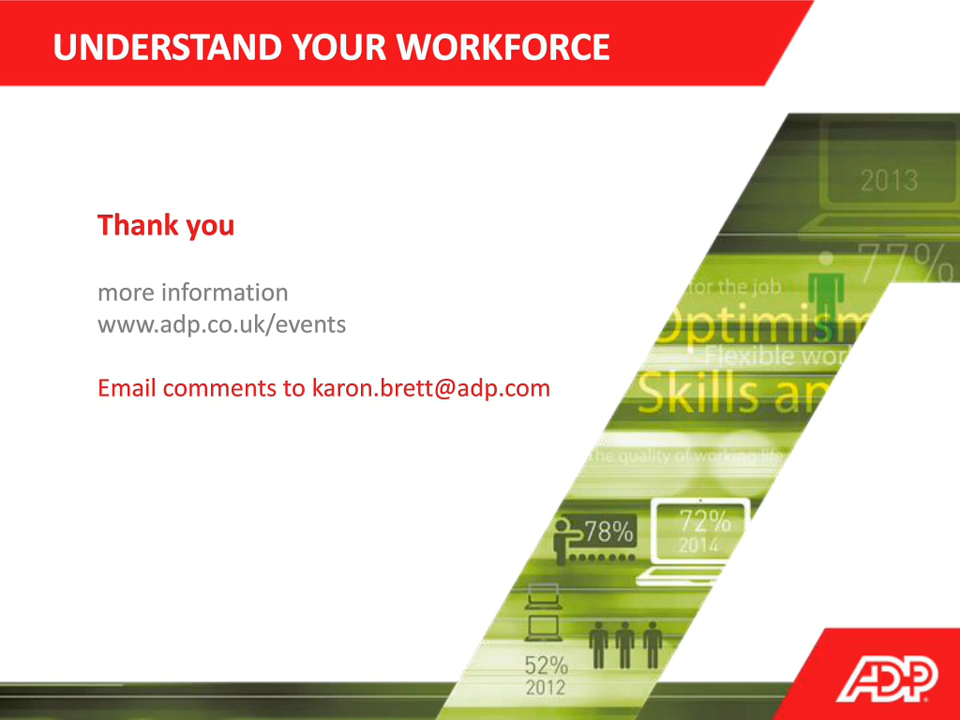 UNDERSTAND YOUR WORKFORCE
Thank you
more information
www.adp.co.uk/events
Email comments to karon.brett@adp.com
2013
77%
for the job
Optimism
Flexible wor
Skills an
The quality of working life
78%
72%
2014
52%
2012
ADP